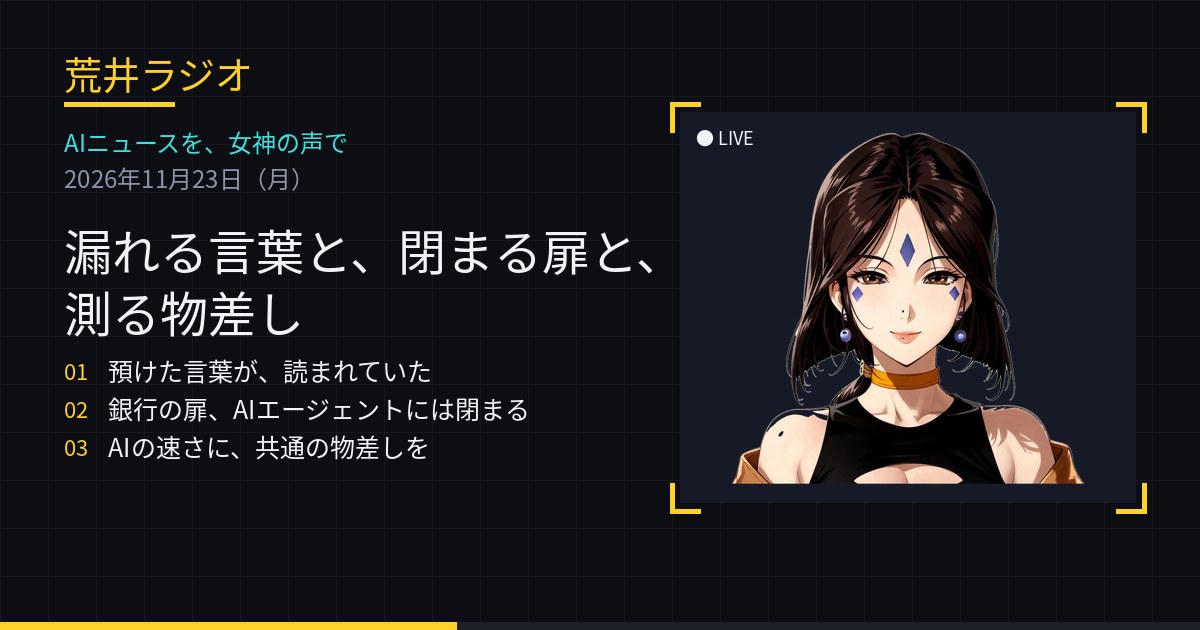 荒井ラジオ
AIニュースを、女神の声で
2026年11月23日（月）
漏れる言葉と、閉まる扉と、
測る物差し
01 預けた言葉が、読まれていた
02 銀行の扉、AIエージェントには閉まる
03 AIの速さに、共通の物差しを
LIVE